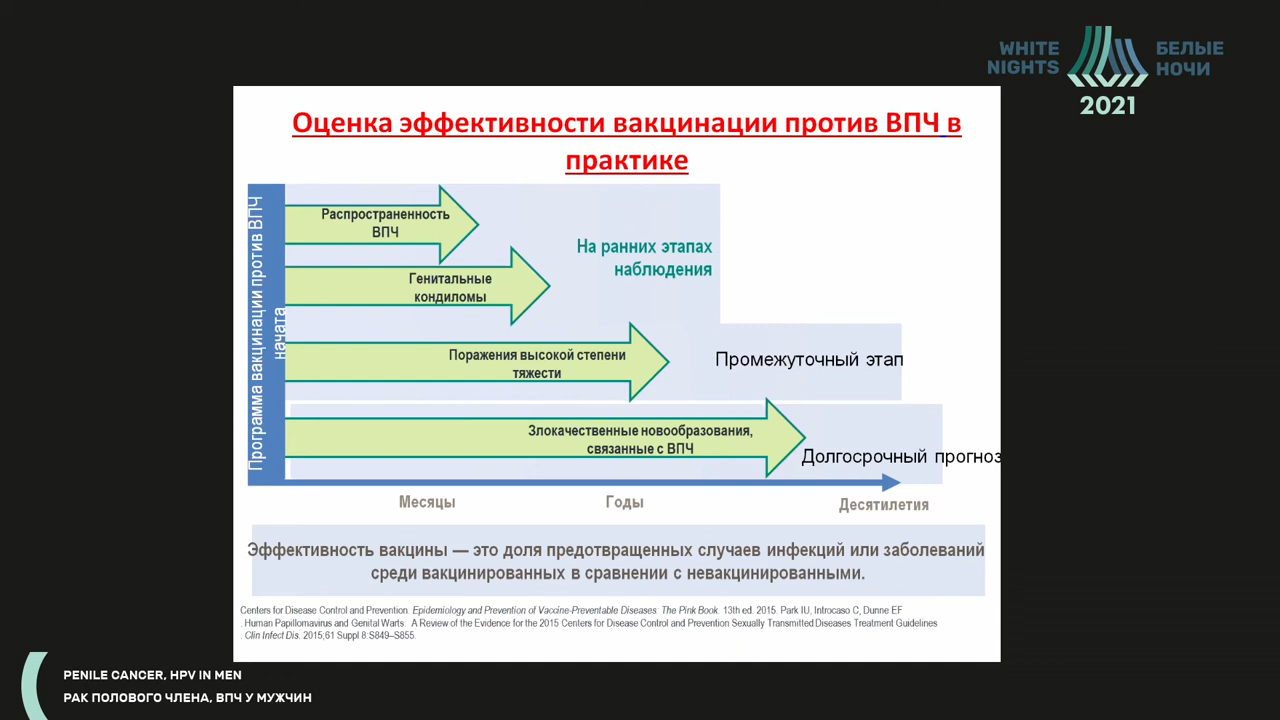 WHITE
NIGHTS
БЕЛЫЕ
НОЧИ
2021
Оценка эффективности вакцинации против ВПЧ в
практике
Программа вакцинации против ВПЧ
начата
Распространенность
ВПЧ
Генитальные
кондиломы
На ранних этапах
наблюдения
Поражения высокой степени
тяжести
Промежуточный этап
Злокачественные новообразования,
связанные с ВПЧ
Долгосрочный прогноз
Месяцы
Годы
Десятилетия
Эффективность вакцины — это доля предотвращенных случаев инфекций или заболеваний
среди вакцинированных в сравнении с невакцинированными.
Centers for Disease Control and Prevention. Epidemiology and Prevention of Vaccine-Preventable Diseases: The Pink Book. 13th ed. 2015. Park IU, Introcaso C, Dunne EF
. Human Papillomavirus and Genital Warts: A Review of the Evidence for the 2015 Centers for Disease Control and Prevention Sexually Transmitted Diseases Treatment Guidelines
. Clin Infect Dis. 2015;61 Suppl 8:S849–S855.
PENILE CANCER, HPV IN MEN
РАК ПОЛОВОГО ЧЛЕНА, ВПЧ У МУЖЧИН